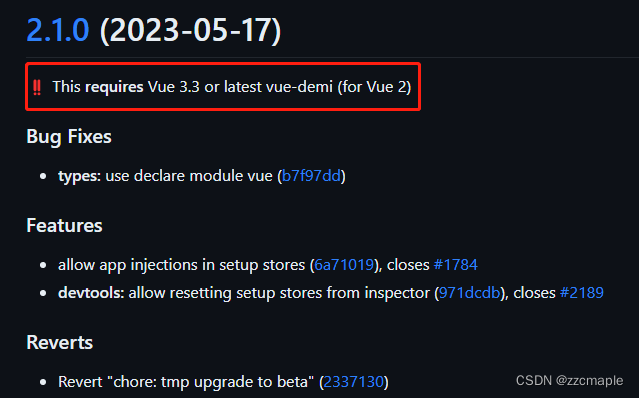 2.1.0 (2023-05-17)
‼ This requires Vue 3.3 or latest vue-demi (for Vue 2)
Bug Fixes
• types: use declare module vue (b7f97dd)
Features
• allow app injections in setup stores (6a71019), closes #1784
• devtools: allow resetting setup stores from inspector (971dcdb), closes #2189
Reverts
• Revert "chore: tmp upgrade to beta" (2337130)
CSDN @zzcmaple